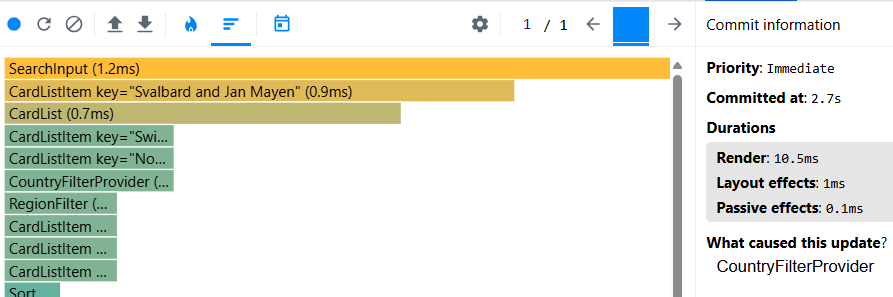 1 / 1
Commit information
SearchInput (1.2ms)
CardListItem key="Svalbard and Jan Mayen" (0.9ms)
CardList (0.7ms)
CardListItem key="Swi...
CardListItem key="No...
CountryFilterProvider (...
RegionFilter (...
CardListItem ...
CardListItem ...
CardListItem ...
Sort
Priority: Immediate
Committed at: 2.7s
Durations
Render: 10.5ms
Layout effects: 1ms
Passive effects: 0.1ms
What caused this update?
CountryFilterProvider